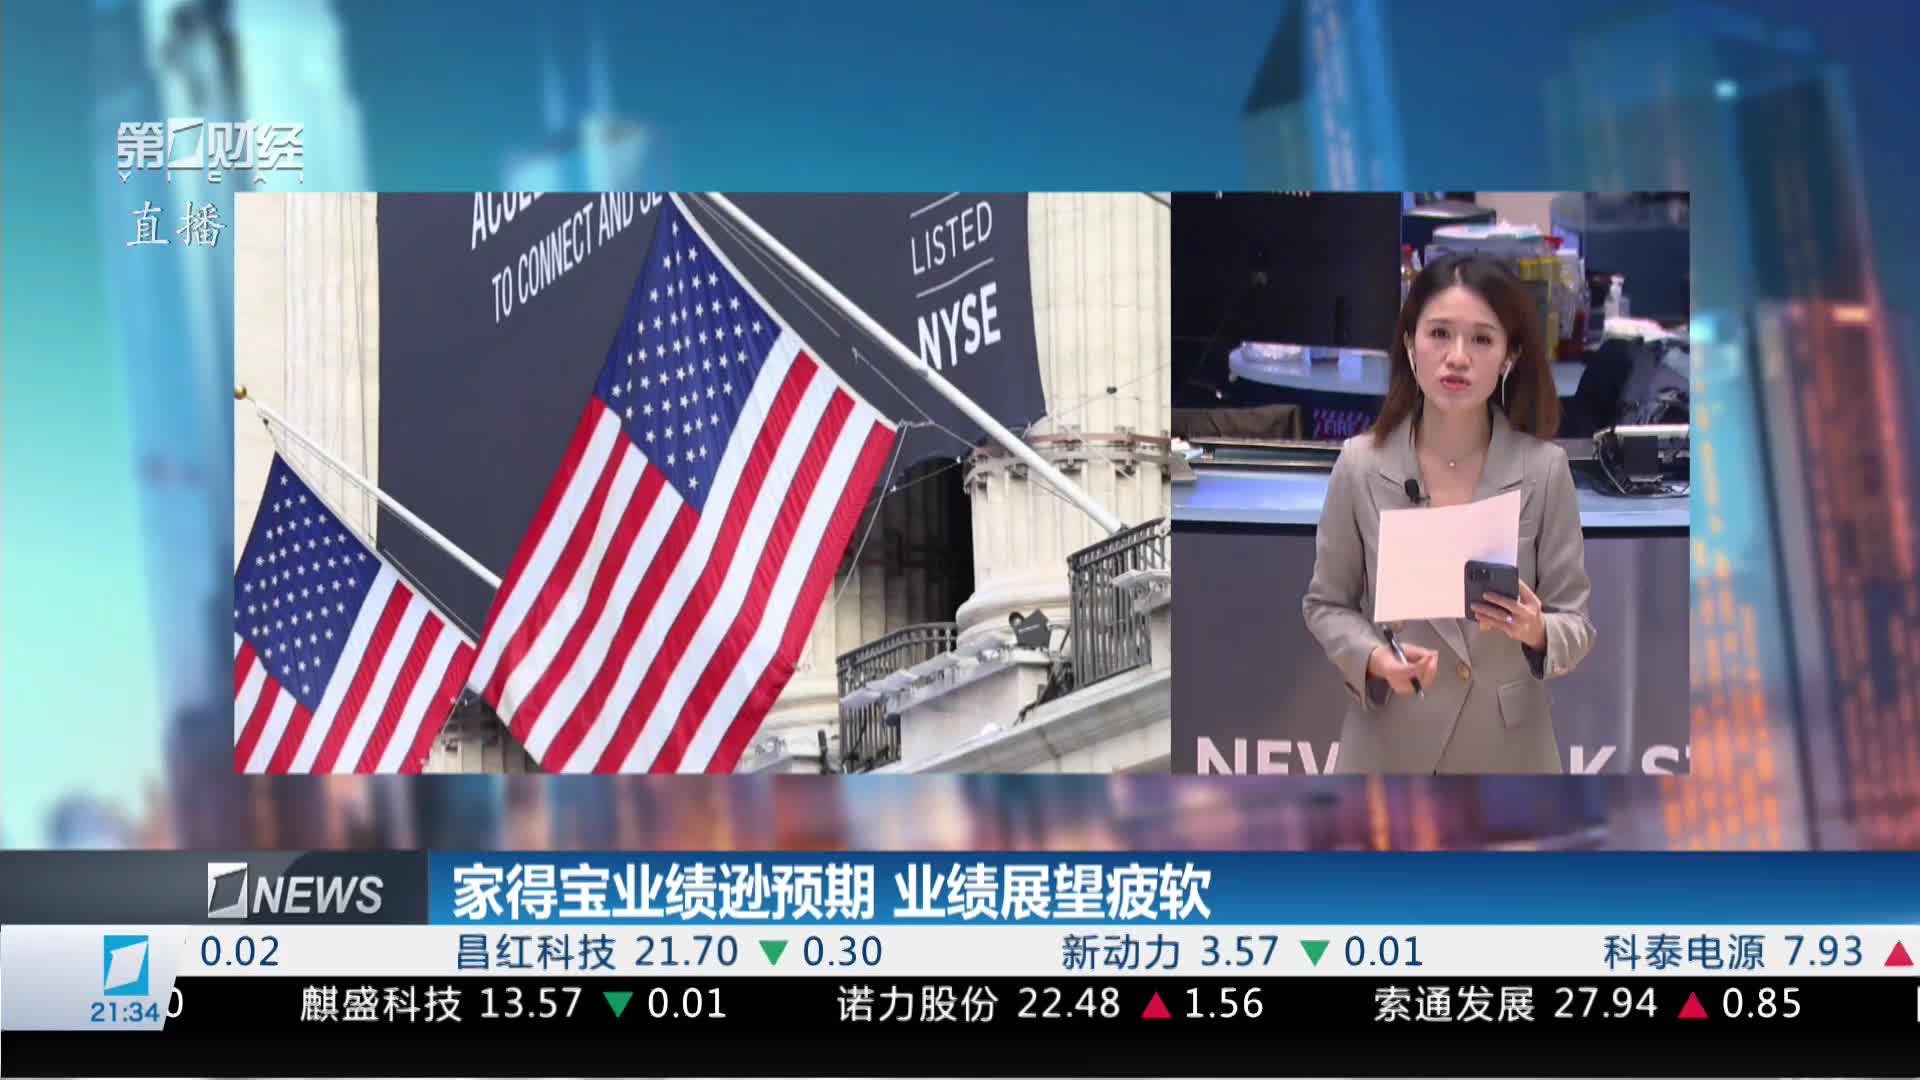 第一财经
YICAI
直播
TO CONNECT AND
LISTED
NYSE
NEWS
家得宝业绩逊预期 业绩展望疲软
0.02 昌红科技 21.70 ▼ 0.30 新动力 3.57 ▼ 0.01 科泰电源 7.93 ▲
21:34
0 麒盛科技 13.57 ▼ 0.01 诺力股份 22.48 ▲ 1.56 索通发展 27.94 ▲ 0.85